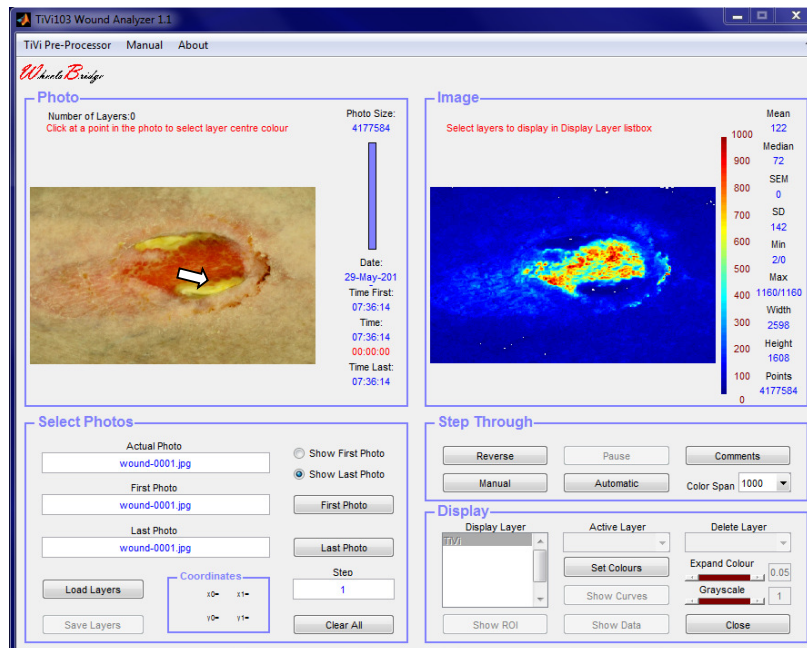 TiVi103 Wound Analyzer 1.1
TiVi Pre-Processor Manual About
Wheels Bridge
Photo
Number of Layers:0
Click at a point in the photo to select layer centre colour
Photo Size:
4177584
Date:
29-May-201
Time First:
07:36:14
Time:
07:36:14
00:00:00
Time Last:
07:36:14
Image
Select layers to display in Display Layer listbox
1000
900
800
700
600
500
400
300
200
100
0
Mean
122
Median
72
SEM
0
SD
142
Min
2/0
Max
1160/1160
Width
2598
Height
1608
Points
4177584
Select Photos
Actual Photo
wound-0001.jpg
First Photo
wound-0001.jpg
Last Photo
wound-0001.jpg
Show First Photo
Show Last Photo
First Photo
Last Photo
Step
1
Load Layers
Save Layers
Coordinates
x0= x1=
y0= y1=
Clear All
Step Through
Reverse Pause Comments
Manual Automatic Color Span 1000
Display
Display Layer Active Layer Delete Layer
TiVi
Set Colours
Expand Colour
0.05
Show Curves
Grayscale
1
Show ROI Show Data Close